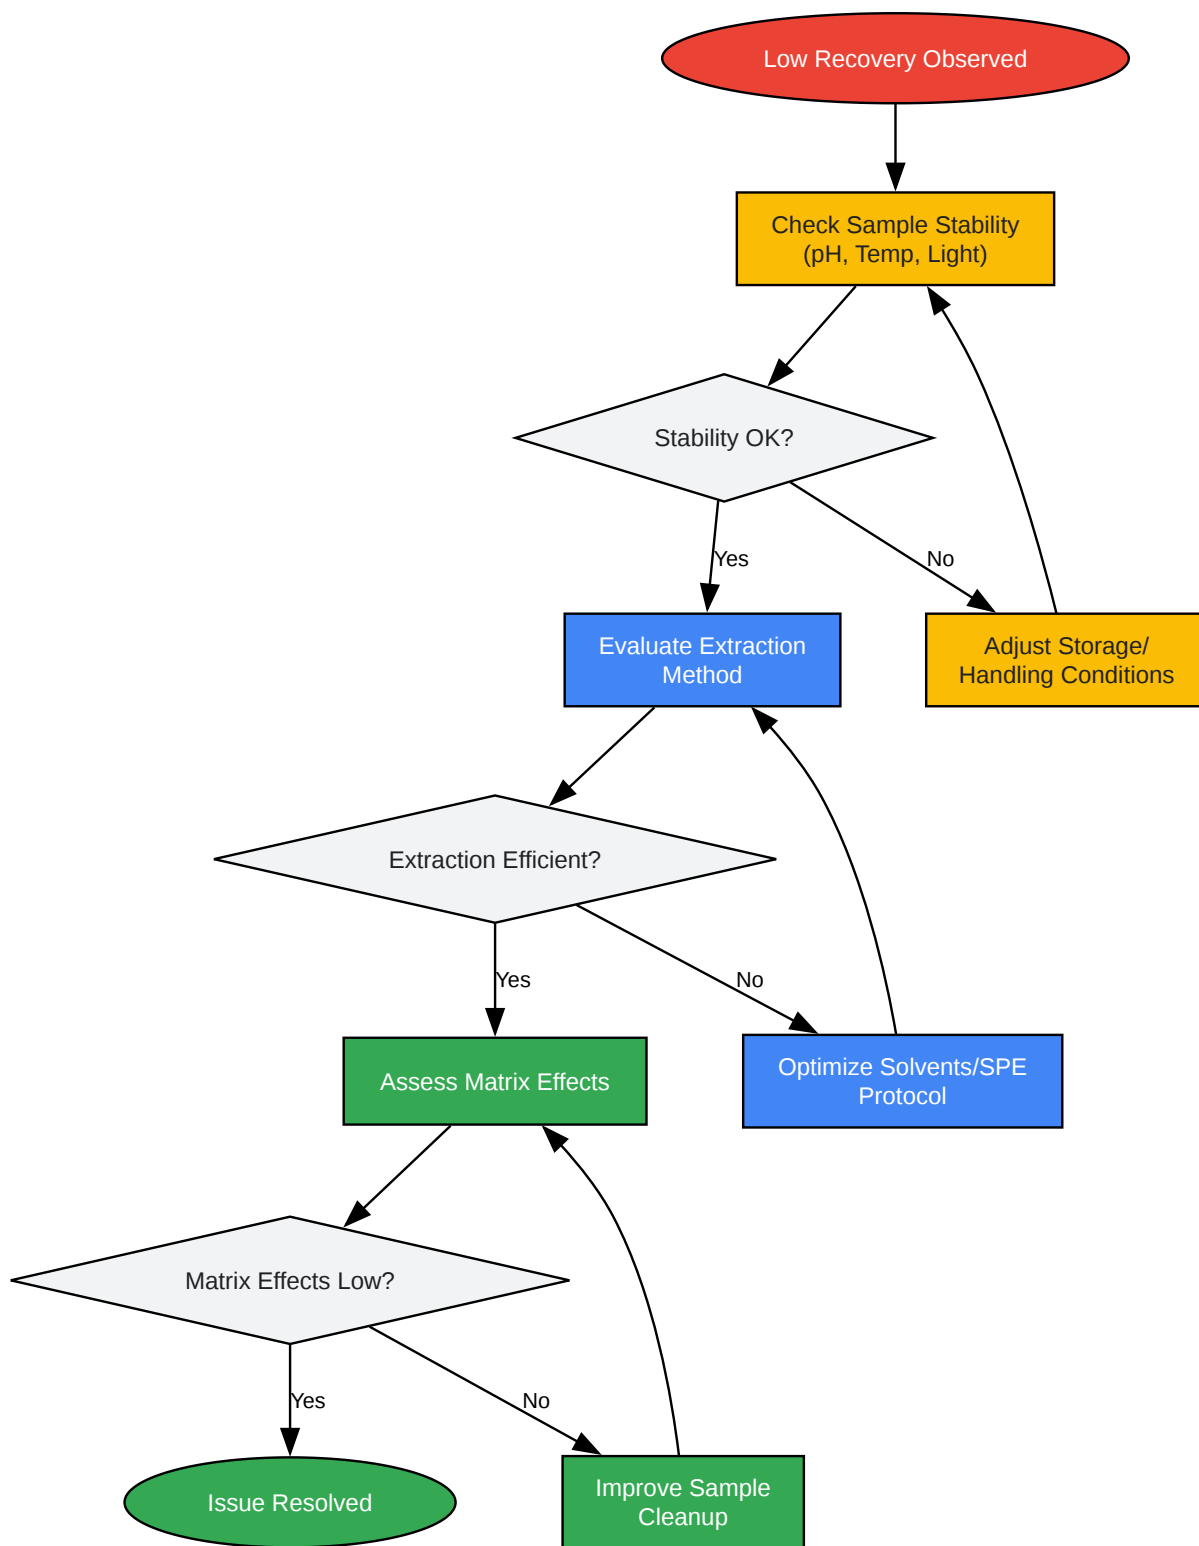 Low Recovery Observed
Check Sample Stability
(pH, Temp, Light)
Stability OK?
Yes
No
Evaluate Extraction
Method
Adjust Storage/
Handling Conditions
Extraction Efficient?
Yes
No
Assess Matrix Effects
Optimize Solvents/SPE
Protocol
Matrix Effects Low?
Yes
No
Issue Resolved
Improve Sample
Cleanup